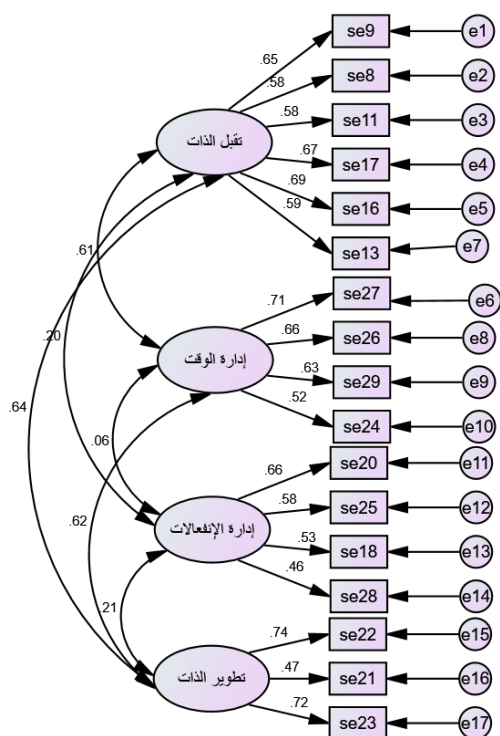 se9
e1
.65
se8
e2
.58
se11
e3
.58
تقبل الذات
se17
e4
.67
se16
e5
.69
se13
e7
.59
.61
se27
e6
.71
se26
e8
.66
إدارة الوقت
.20
se29
e9
.63
se24
e10
.52
.64
.06
se20
e11
.66
se25
e12
.58
.62
إدارة الإنفعالات
se18
e13
.53
se28
e14
.46
.21
se22
e15
.74
تطوير الذات
se21
e16
.47
se23
e17
.72